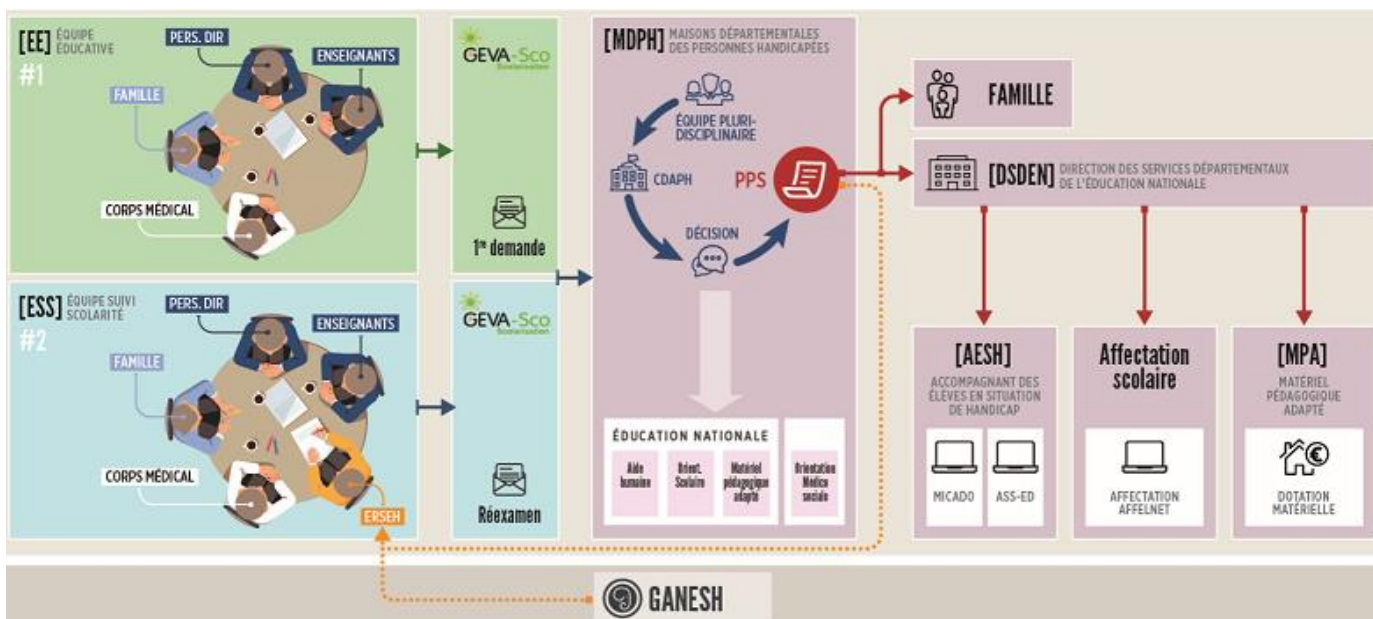 [EE] ÉQUIPE
ÉDUCATIVE
#1
PERS. DIR
ENSEIGNANTS
FAMILLE
CORPS MÉDICAL
GEVA-Sco
Scolarisation
1re demande
[ESS] ÉQUIPE SUIVI
SCOLARITÉ
#2
PERS. DIR
ENSEIGNANTS
FAMILLE
CORPS MÉDICAL
ERSEH
GEVA-Sco
Scolarisation
Réexamen
[MDPH] MAISONS DÉPARTEMENTALES
DES PERSONNES HANDICAPÉES
ÉQUIPE PLURI-
DISCIPLINAIRE
CDAPH
PPS
DÉCISION
ÉDUCATION NATIONALE
Aide
humaine
Orient.
Scolaire
Matériel
pédagogique
adapté
Orientation
Médico
sociale
FAMILLE
[DSDEN] DIRECTION DES SERVICES DÉPARTEMENTAUX
DE L'ÉDUCATION NATIONALE
[AESH]
ACCOMPAGNANT DES
ÉLÈVES EN SITUATION
DE HANDICAP
MICADO
ASS-ED
Affectation
scolaire
AFFECTATION
AFFELNET
[MPA]
MATÉRIEL
PÉDAGOGIQUE
ADAPTÉ
€
DOTATION
MATÉRIELLE
GANESH